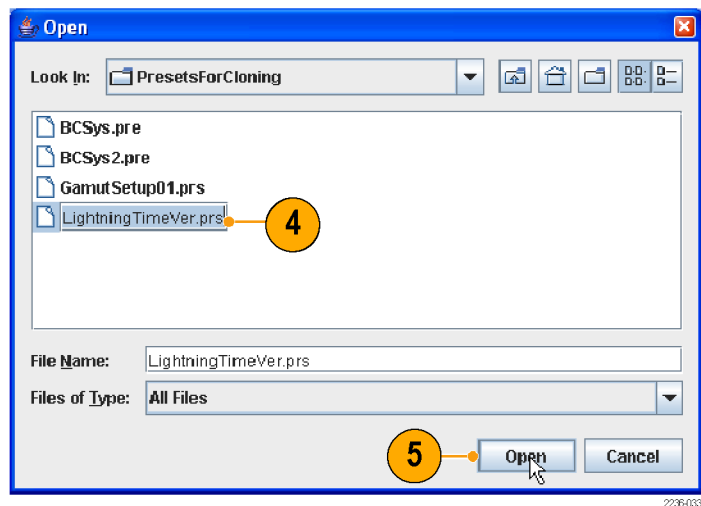 Open
Look In: PresetsForCloning
BCSys.pre
BCSys2.pre
GamutSetup01.prs
LightningTimeVer.prs
4
File Name: LightningTimeVer.prs
Files of Type: All Files
5 Open Cancel
2236-033